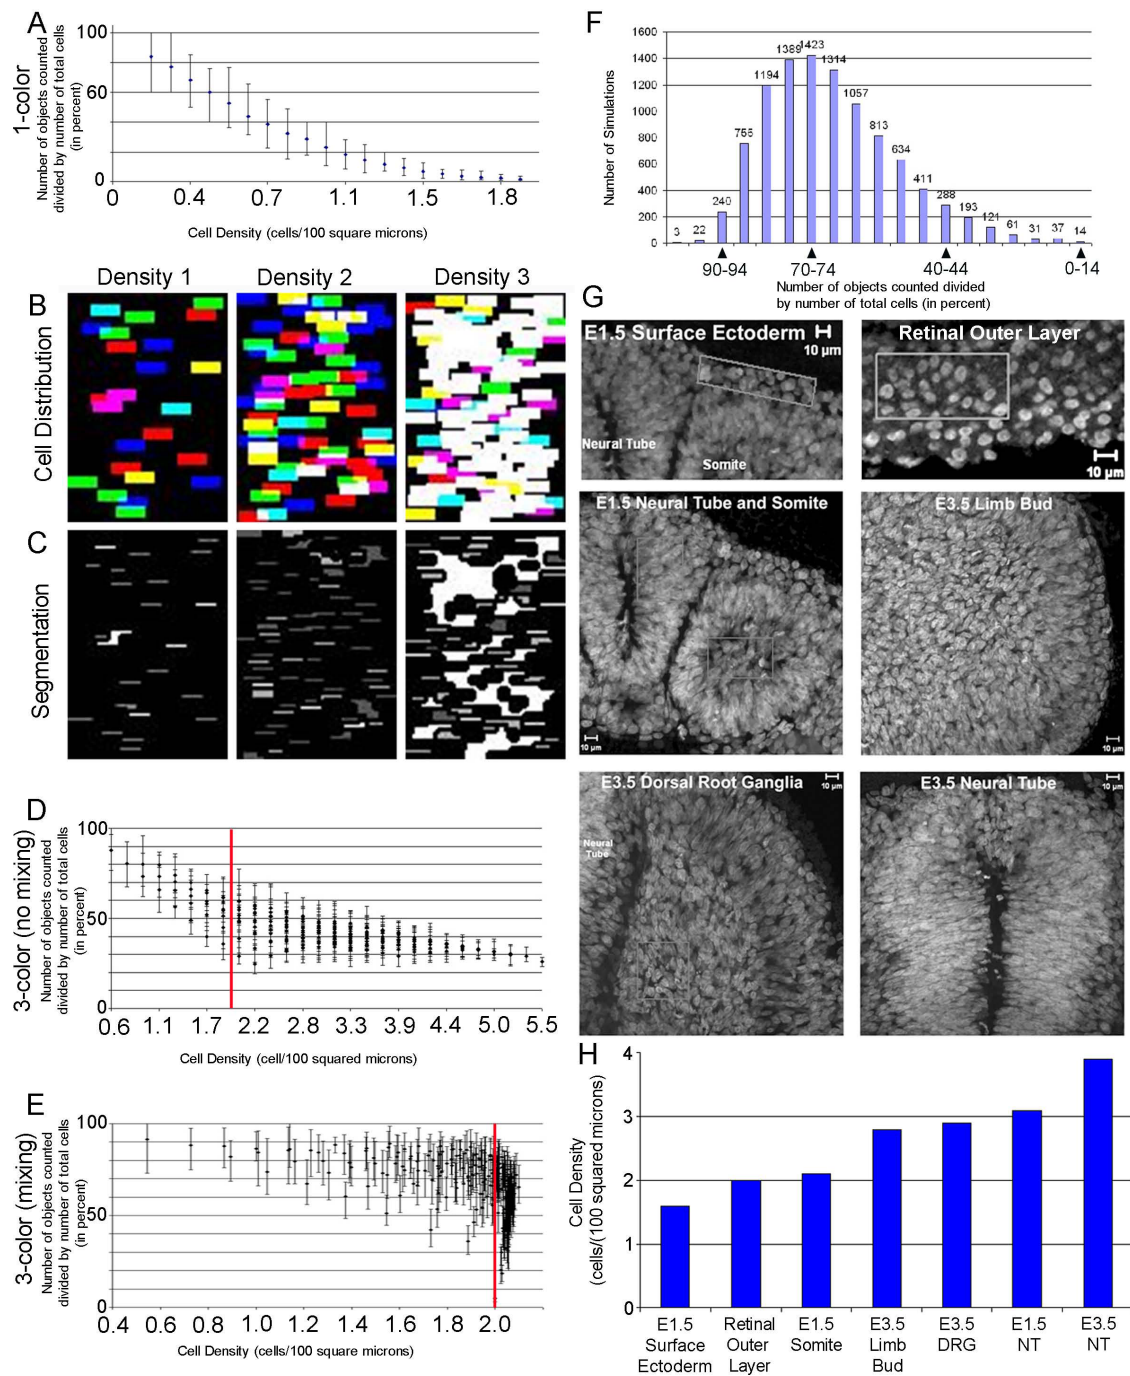 A
1-color
Number of objects counted
divided by number of total cells
(in percent)
100
60
0
0 0.4 0.7 1.1 1.5 1.8
Cell Density (cells/100 square microns)
Density 1 Density 2 Density 3
B
Cell Distribution
C
Segmentation
D
3-color (no mixing)
Number of objects counted
divided by number of total cells
(in percent)
100
50
0
0.6 1.1 1.7 2.2 2.8 3.3 3.9 4.4 5.0 5.5
Cell Density (cell/100 squared microns)
E
3-color (mixing)
Number of objects counted
divided by number of total cells
(in percent)
100
50
0
0.4 0.6 0.8 1.0 1.2 1.4 1.6 1.8 2.0
Cell Density (cells/100 square microns)
F
Number of Simulations
1600
1400
1200
1000
800
600
400
200
0
3 22 240 755 1194 1389 1423 1314 1057 813 634 411 288 193 121 61 31 37 14
90-94 70-74 40-44 0-14
Number of objects counted divided
by number of total cells (in percent)
G
E1.5 Surface Ectoderm
10 µm
Neural Tube
Somite
Retinal Outer Layer
10 µm
E1.5 Neural Tube and Somite
10 µm
E3.5 Limb Bud
10 µm
E3.5 Dorsal Root Ganglia
10 µm
Neural
Tube
E3.5 Neural Tube
10 µm
H
Cell Density
(cells/(100 squared microns)
4
3
2
1
0
E1.5 Retinal E1.5 E3.5 E3.5 E1.5 E3.5
Surface Outer Somite Limb DRG NT NT
Ectoderm Layer Bud